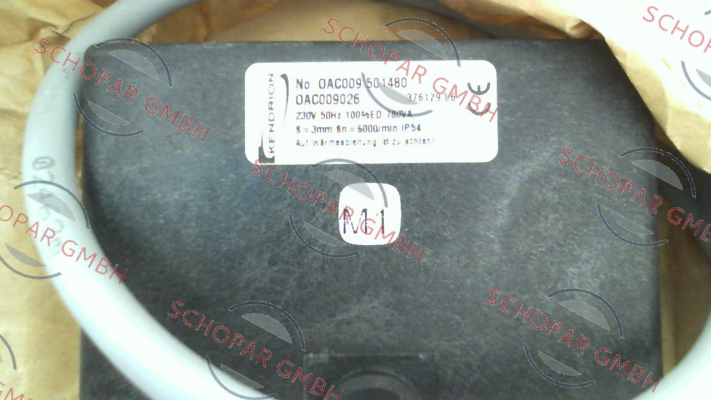 KENDRION
No OAC009 501480
OAC009026
230V 50Hz 100%ED 780VA
S = 3mm Sn = 6000/min IP54
Auf Wärmeableitung ist zu achten!
CE
M1
SCHOPAR GMBH
SCHOPAR GMBH
SCHOPAR GMBH
SCHOPAR GMBH
SCHOPAR GMBH
SCHOPAR GMBH
SCHOPAR GMBH
SCHOPAR GMBH